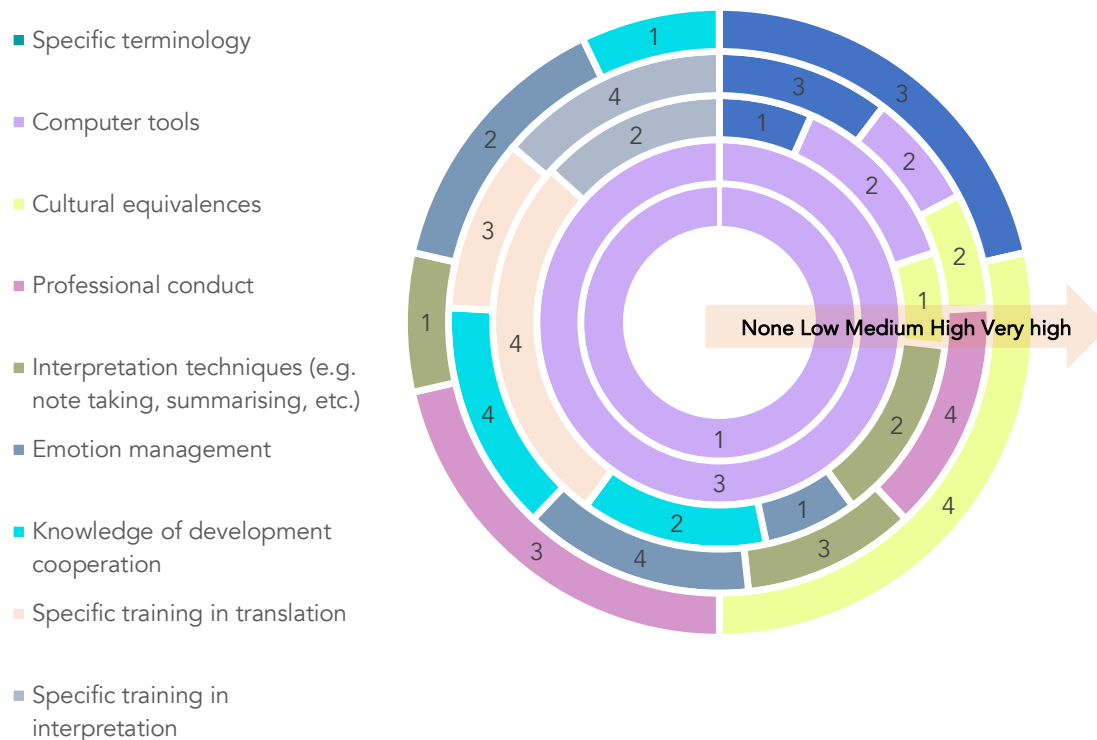 Specific terminology
Computer tools
Cultural equivalences
Professional conduct
Interpretation techniques (e.g.
note taking, summarising, etc.)
Emotion management
Knowledge of development
cooperation
Specific training in translation
Specific training in
interpretation
1
3
4
3
2
1
2
2
2
3
2
1
None Low Medium High Very high
1
4
4
2
4
1
3
4
2
1
3
4
3
3
4